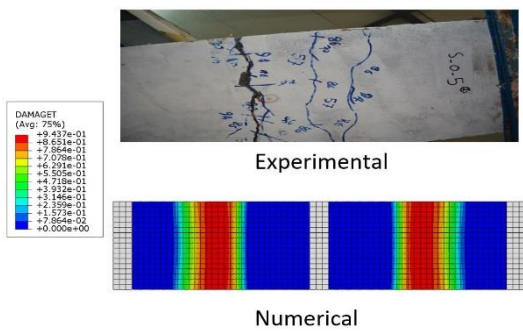 S.0.5
Experimental
DAMAGET
(Avg: 75%)
+9.437e-01
+8.651e-01
+7.864e-01
+7.078e-01
+6.291e-01
+5.505e-01
+4.718e-01
+3.932e-01
+3.146e-01
+2.359e-01
+1.573e-01
+7.864e-02
+0.000e+00
Numerical